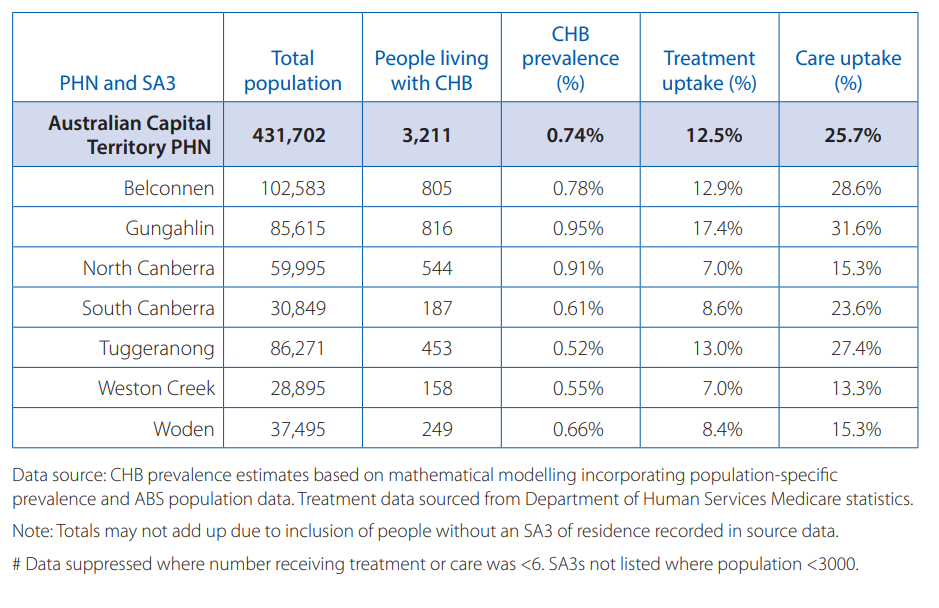 PHN and SA3 Total population People living with CHB CHB prevalence (%) Treatment uptake (%) Care uptake (%)
Australian Capital Territory PHN 431,702 3,211 0.74% 12.5% 25.7%
Belconnen 102,583 805 0.78% 12.9% 28.6%
Gungahlin 85,615 816 0.95% 17.4% 31.6%
North Canberra 59,995 544 0.91% 7.0% 15.3%
South Canberra 30,849 187 0.61% 8.6% 23.6%
Tuggeranong 86,271 453 0.52% 13.0% 27.4%
Weston Creek 28,895 158 0.55% 7.0% 13.3%
Woden 37,495 249 0.66% 8.4% 15.3%
Data source: CHB prevalence estimates based on mathematical modelling incorporating population-specific
prevalence and ABS population data. Treatment data sourced from Department of Human Services Medicare statistics.
Note: Totals may not add up due to inclusion of people without an SA3 of residence recorded in source data.
# Data suppressed where number receiving treatment or care was <6. SA3s not listed where population <3000.